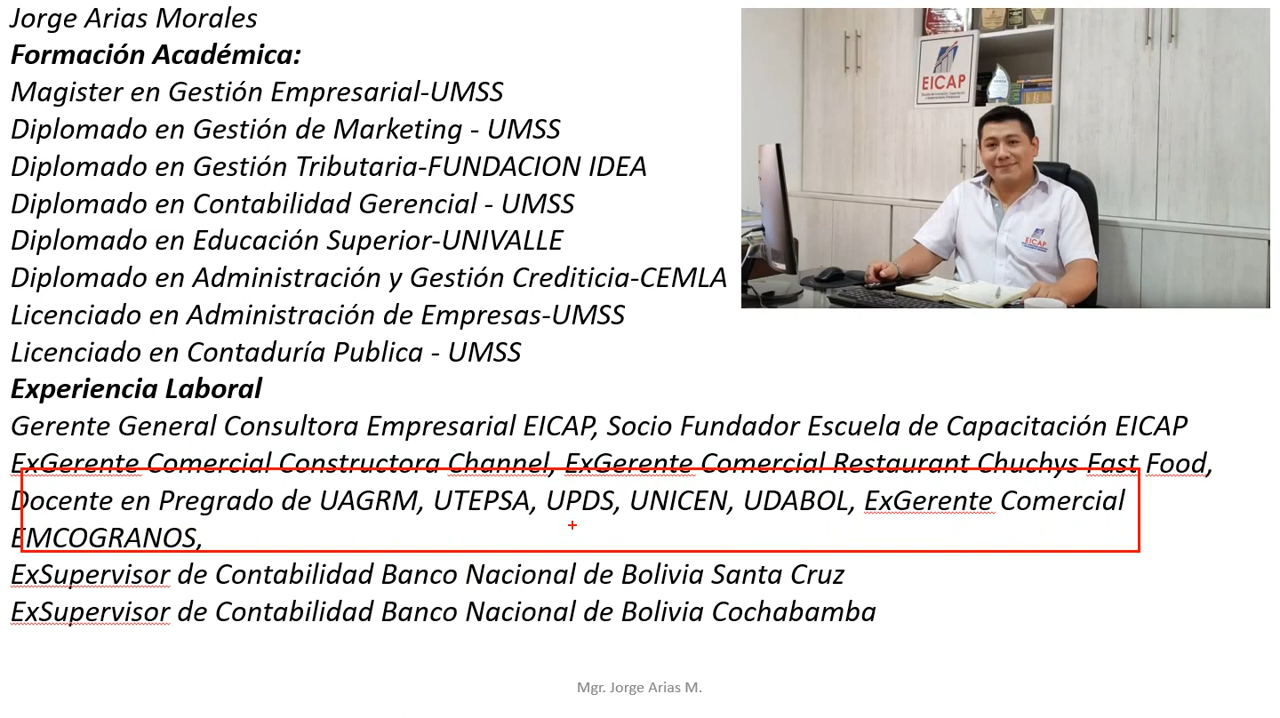 Jorge Arias Morales
Formación Académica:
Magister en Gestión Empresarial-UMSS
Diplomado en Gestión de Marketing - UMSS
Diplomado en Gestión Tributaria-FUNDACION IDEA
Diplomado en Contabilidad Gerencial - UMSS
Diplomado en Educación Superior-UNIVALLE
Diplomado en Administración y Gestión Crediticia-CEMLA
Licenciado en Administración de Empresas-UMSS
Licenciado en Contaduría Publica - UMSS
Experiencia Laboral
Gerente General Consultora Empresarial EICAP, Socio Fundador Escuela de Capacitación EICAP
ExGerente Comercial Constructora Channel, ExGerente Comercial Restaurant Chuchys Fast Food,
Docente en Pregrado de UAGRM, UTEPSA, UPDS, UNICEN, UDABOL, ExGerente Comercial
EMCOGRANOS,
ExSupervisor de Contabilidad Banco Nacional de Bolivia Santa Cruz
ExSupervisor de Contabilidad Banco Nacional de Bolivia Cochabamba
EICAP
EICAP
Mgr. Jorge Arias M.